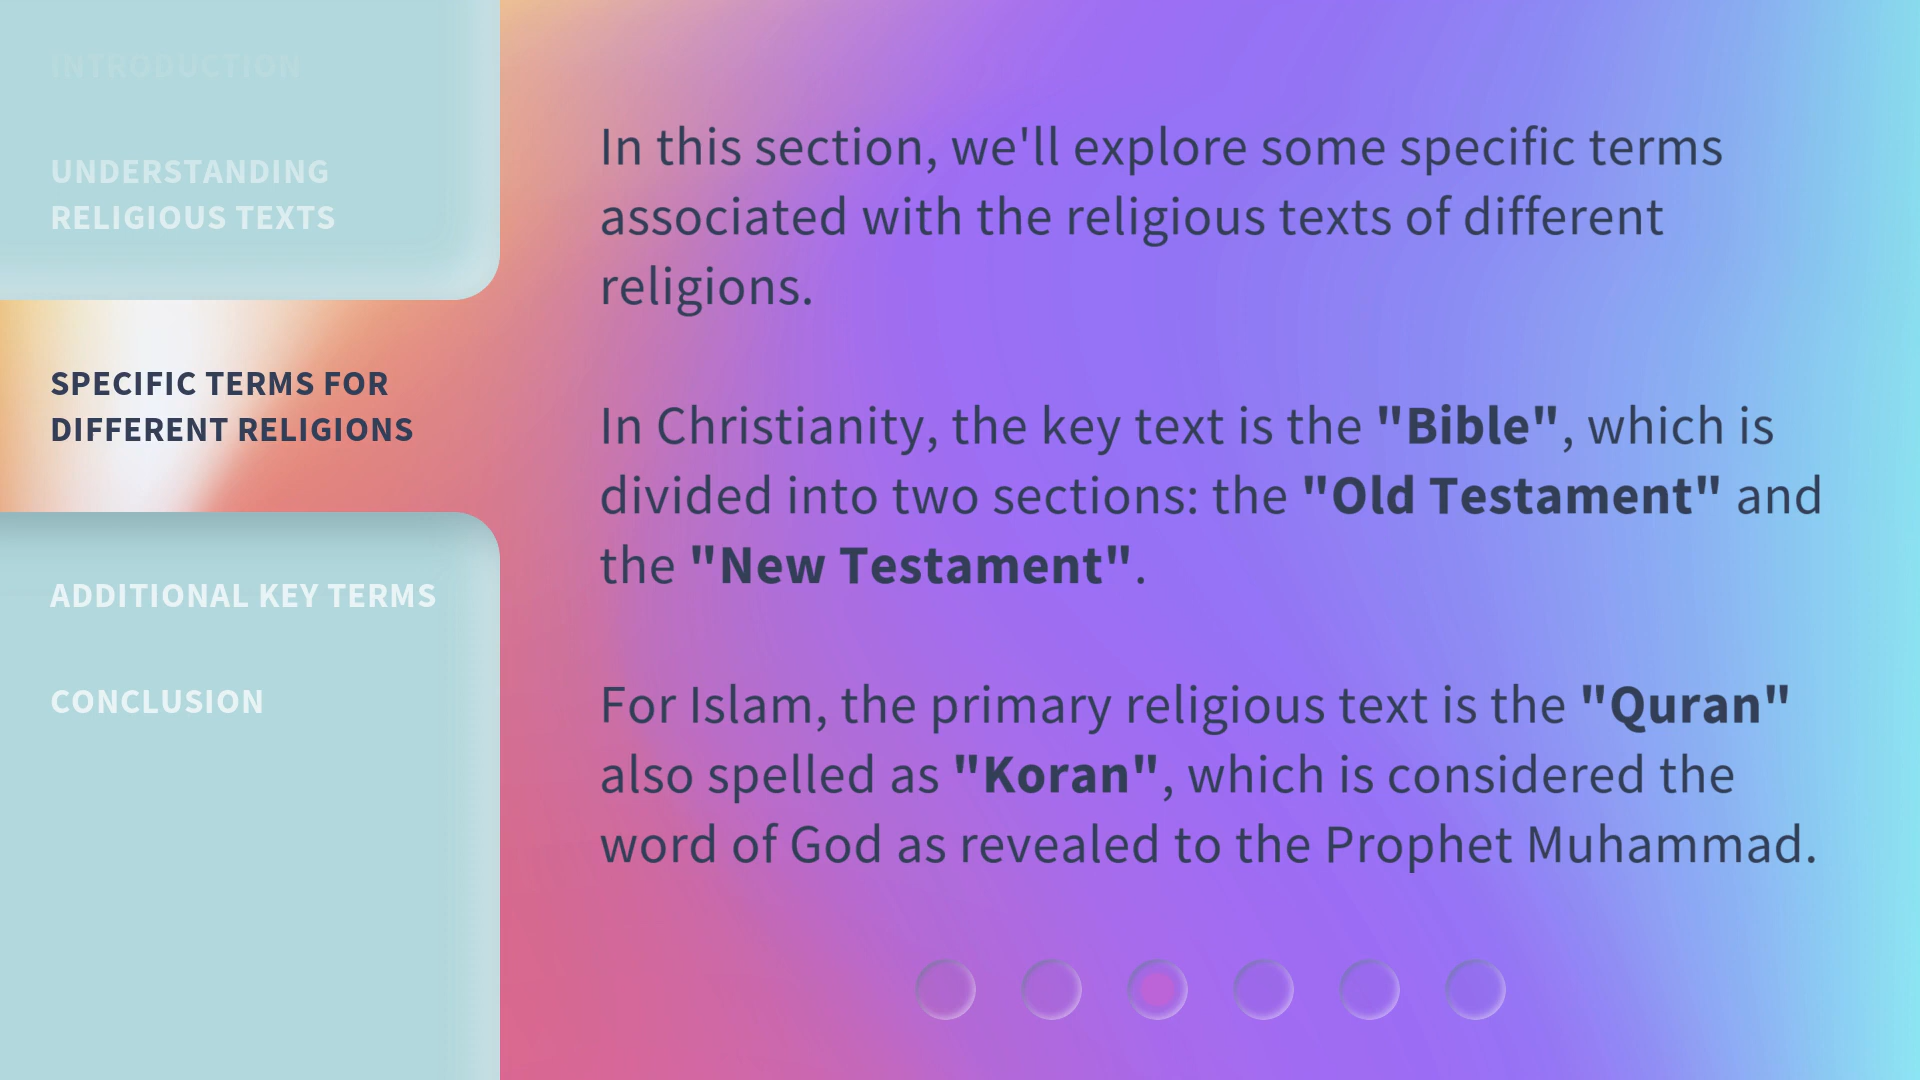 INTRODUCTION
UNDERSTANDING
RELIGIOUS TEXTS
SPECIFIC TERMS FOR
DIFFERENT RELIGIONS
ADDITIONAL KEY TERMS
CONCLUSION
In this section, we'll explore some specific terms
associated with the religious texts of different
religions.
In Christianity, the key text is the "Bible", which is
divided into two sections: the "Old Testament" and
the "New Testament".
For Islam, the primary religious text is the "Quran"
also spelled as "Koran", which is considered the
word of God as revealed to the Prophet Muhammad.